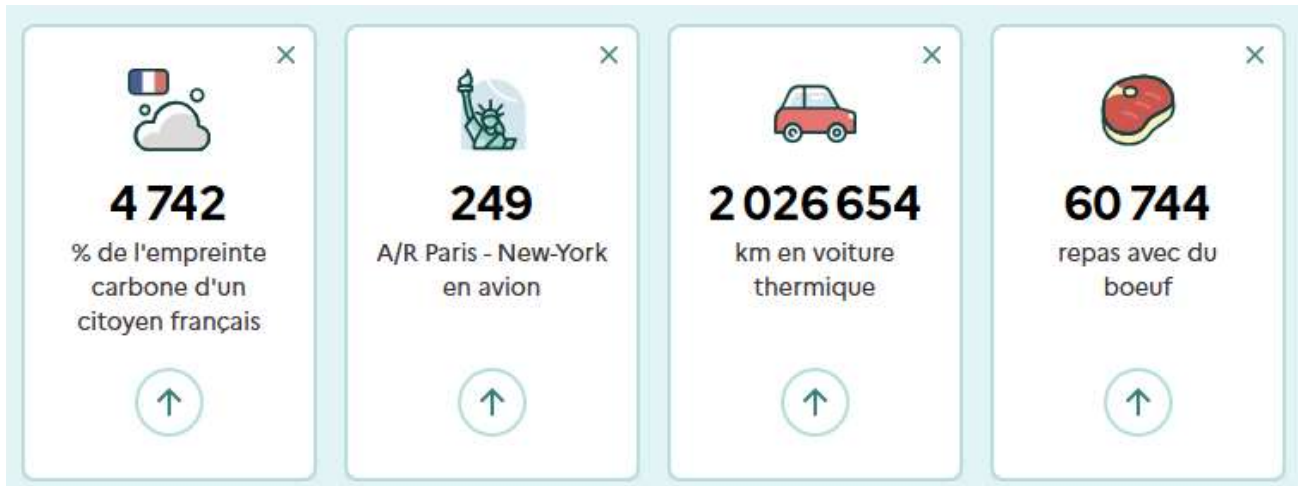 4 742
% de l'empreinte
carbone d'un
citoyen français
249
A/R Paris - New-York
en avion
2 026 654
km en voiture
thermique
60 744
repas avec du
boeuf